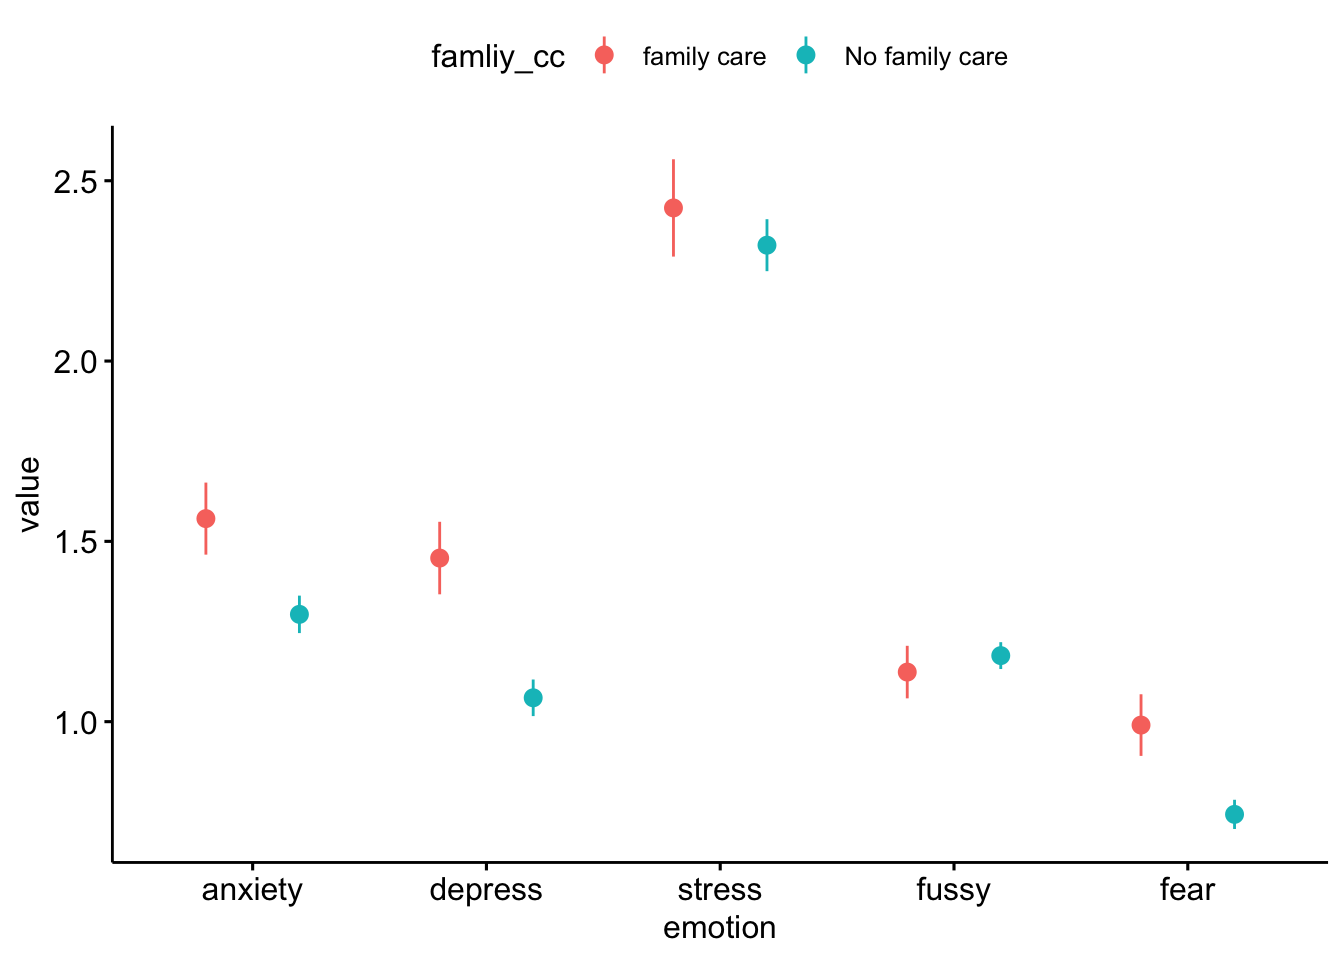 famliy_cc family care No family care
2.5
2.0
1.5
1.0
value
anxiety depress stress fussy fear
emotion